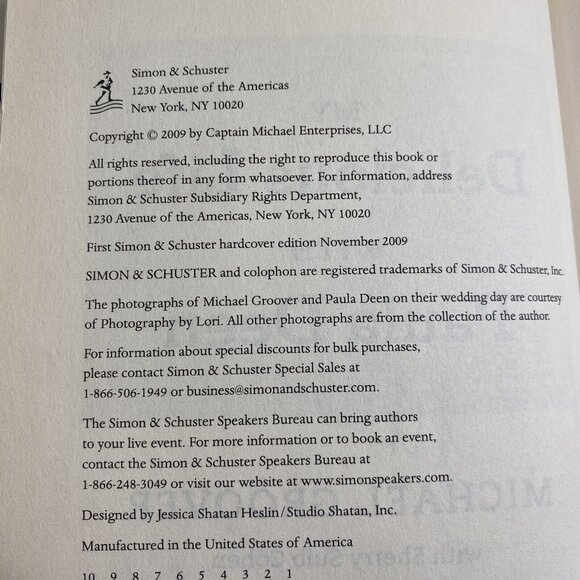 Simon & Schuster
1230 Avenue of the Americas
New York, NY 10020
Copyright © 2009 by Captain Michael Enterprises, LLC
All rights reserved, including the right to reproduce this book or
portions thereof in any form whatsoever. For information, address
Simon & Schuster Subsidiary Rights Department,
1230 Avenue of the Americas, New York, NY 10020
First Simon & Schuster hardcover edition November 2009
SIMON & SCHUSTER and colophon are registered trademarks of Simon & Schuster, Inc.
The photographs of Michael Groover and Paula Deen on their wedding day are courtesy
of Photography by Lori. All other photographs are from the collection of the author.
For information about special discounts for bulk purchases,
please contact Simon & Schuster Special Sales at
1-866-506-1949 or business@simonandschuster.com.
The Simon & Schuster Speakers Bureau can bring authors
to your live event. For more information or to book an event,
contact the Simon & Schuster Speakers Bureau at
1-866-248-3049 or visit our website at www.simonspeakers.com.
Designed by Jessica Shatan Heslin/Studio Shatan, Inc.
Manufactured in the United States of America
10 9 8 7 6 5 4 3 2 1